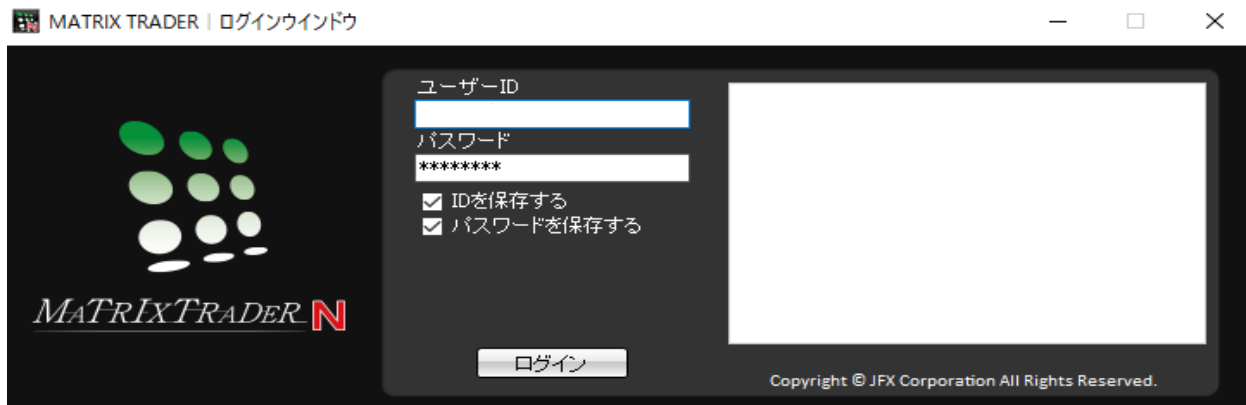 MATRIX TRADER | ログインウインドウ
ユーザーID
パスワード
********
IDを保存する
パスワードを保存する
MATRIXTRADER N
ログイン
Copyright © JFX Corporation All Rights Reserved.